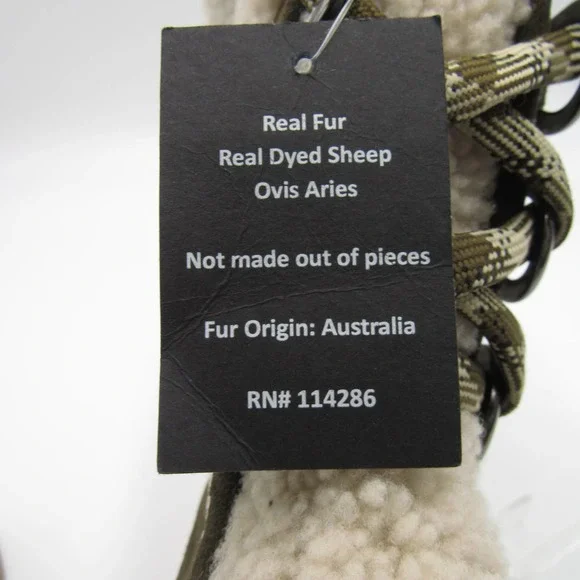 Real Fur
Real Dyed Sheep
Ovis Aries
Not made out of pieces
Fur Origin: Australia
RN# 114286